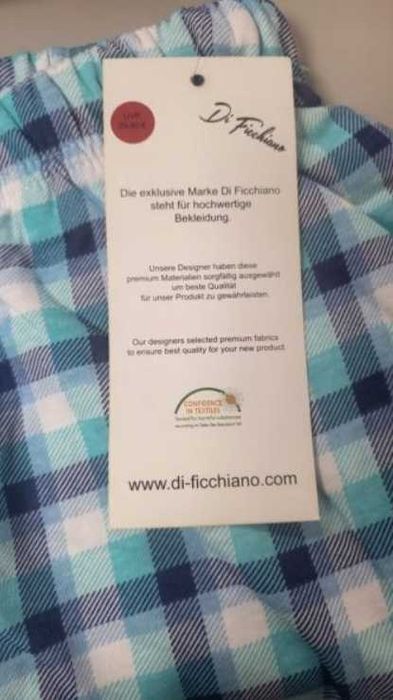 UVP
Di Ficchiano
Die exklusive Marke Di Ficchiano
steht für hochwertige
Bekleidung.
Unsere Designer haben diese
premium Materialien sorgfältig ausgewählt
um beste Qualität
für unser Produkt zu gewährleisten.
Our designers selected premium fabrics
to ensure best quality for your new product.
CONFIDENCE
IN TEXTILES
www.di-ficchiano.com